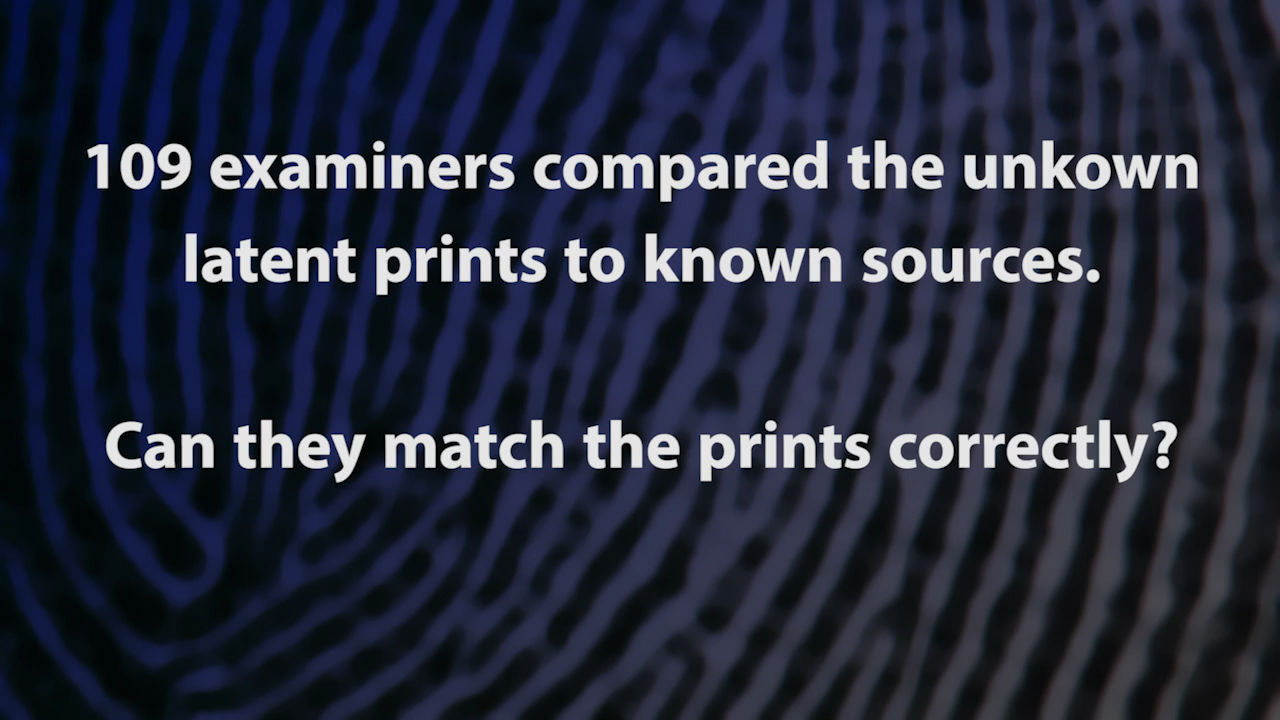 109 examiners compared the unkown
latent prints to known sources.
Can they match the prints correctly?